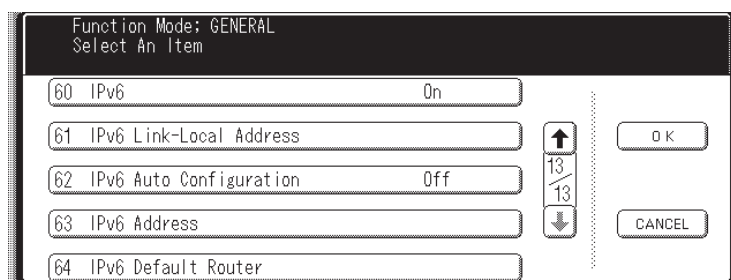 Function Mode; GENERAL
Select An Item
60 IPv6 On
61 IPv6 Link-Local Address
62 IPv6 Auto Configuration Off
63 IPv6 Address
64 IPv6 Default Router
13/13
OK
CANCEL